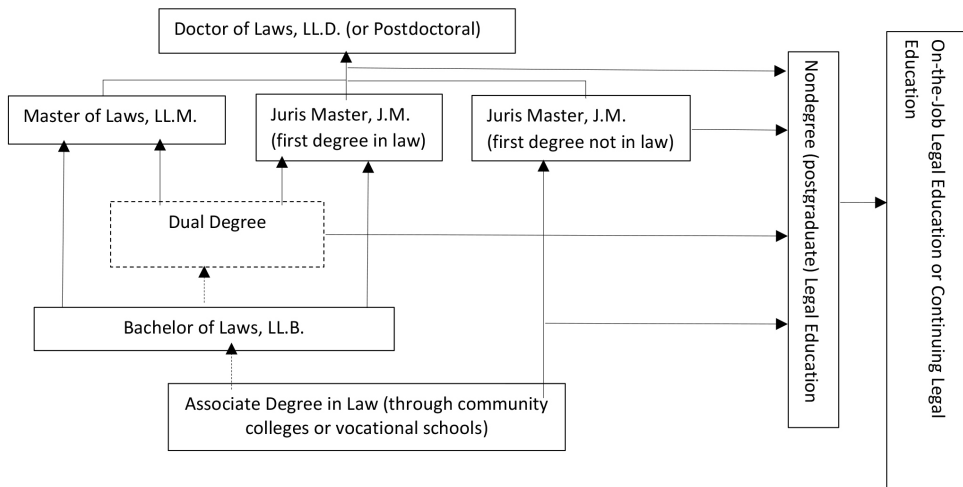 Doctor of Laws, LL.D. (or Postdoctoral)
Master of Laws, LL.M.
Juris Master, J.M.
(first degree in law)
Juris Master, J.M.
(first degree not in law)
Dual Degree
Bachelor of Laws, LL.B.
Associate Degree in Law (through community
colleges or vocational schools)
Nondegree (postgraduate) Legal Education
On-the-Job Legal Education or Continuing Legal
Education